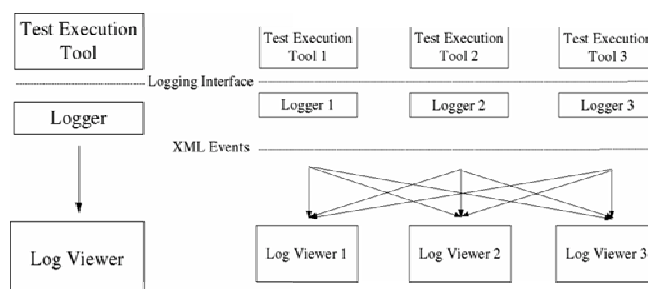 Test Execution
Tool
Test Execution
Tool 1
Test Execution
Tool 2
Test Execution
Tool 3
Logging Interface
Logger
Logger 1
Logger 2
Logger 3
XML Events
Log Viewer
Log Viewer 1
Log Viewer 2
Log Viewer 3